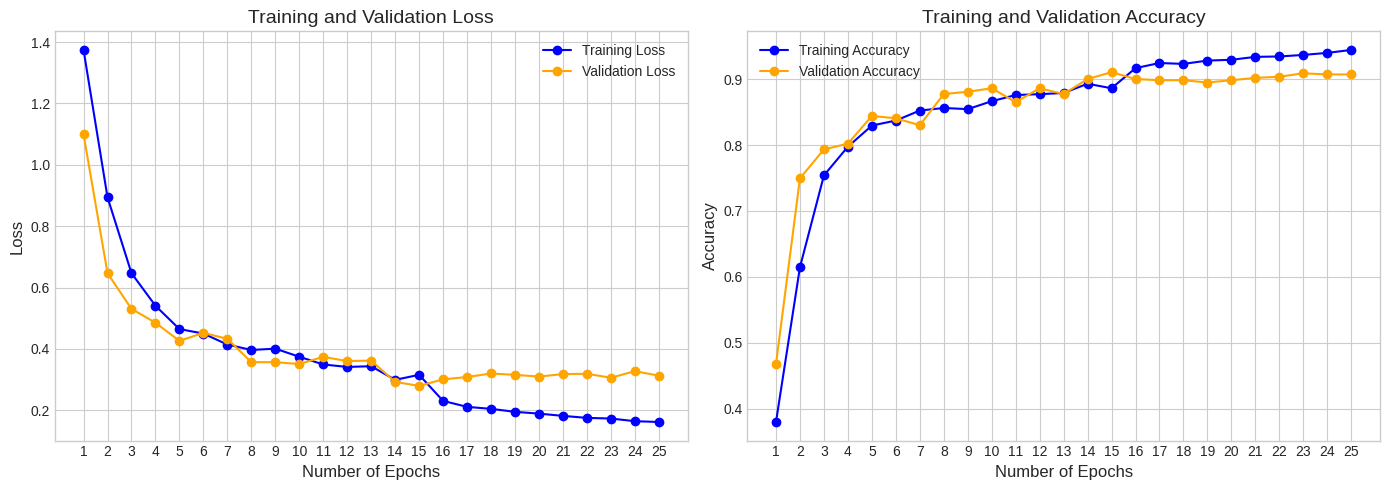 Training and Validation Loss
Training Loss
Validation Loss
1.4
1.2
1.0
0.8
0.6
0.4
0.2
Loss
1 2 3 4 5 6 7 8 9 10 11 12 13 14 15 16 17 18 19 20 21 22 23 24 25
Number of Epochs
Training and Validation Accuracy
Training Accuracy
Validation Accuracy
0.9
0.8
0.7
0.6
0.5
0.4
Accuracy
1 2 3 4 5 6 7 8 9 10 11 12 13 14 15 16 17 18 19 20 21 22 23 24 25
Number of Epochs